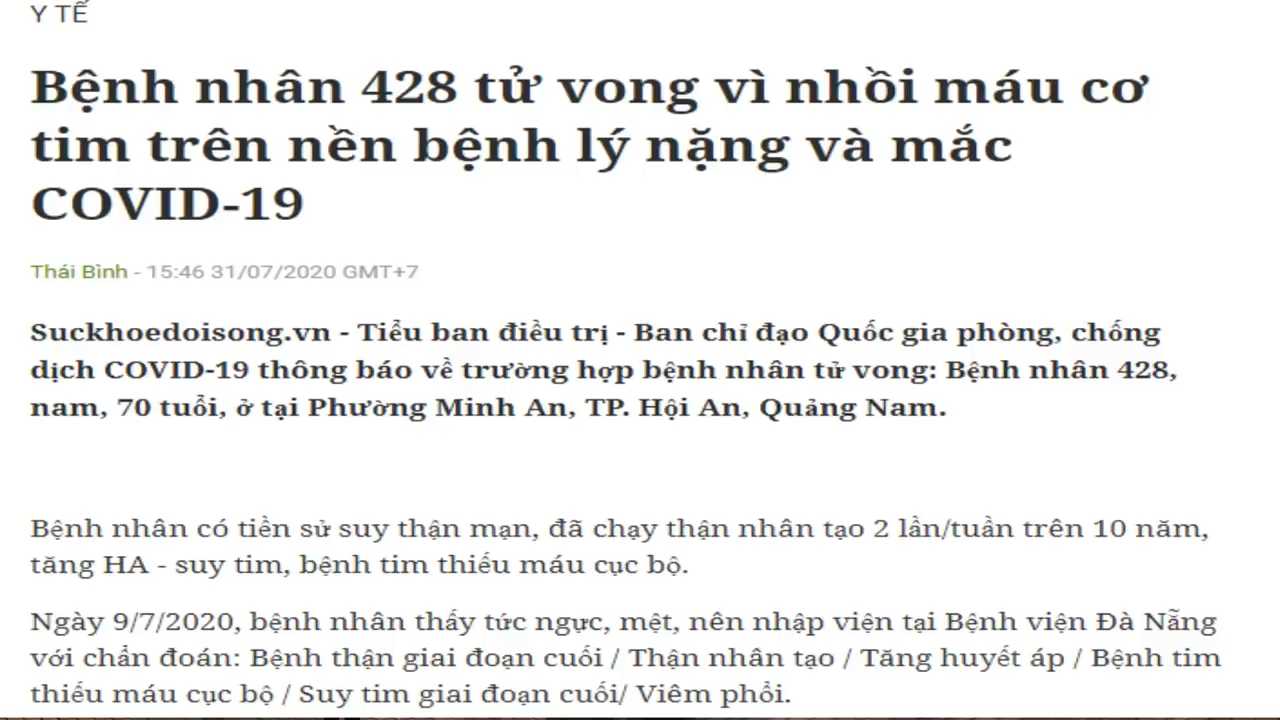 Y TẾ
Bệnh nhân 428 tử vong vì nhồi máu cơ
tim trên nền bệnh lý nặng và mắc
COVID-19
Thái Bình - 15:46 31/07/2020 GMT+7
Suckhoedoisong.vn - Tiểu ban điều trị - Ban chỉ đạo Quốc gia phòng, chống
dịch COVID-19 thông báo về trường hợp bệnh nhân tử vong: Bệnh nhân 428,
nam, 70 tuổi, ở tại Phường Minh An, TP. Hội An, Quảng Nam.
Bệnh nhân có tiền sử suy thận mạn, đã chạy thận nhân tạo 2 lần/tuần trên 10 năm,
tăng HA - suy tim, bệnh tim thiếu máu cục bộ.
Ngày 9/7/2020, bệnh nhân thấy tức ngực, mệt, nên nhập viện tại Bệnh viện Đà Nẵng
với chẩn đoán: Bệnh thận giai đoạn cuối / Thận nhân tạo / Tăng huyết áp / Bệnh tim
thiếu máu cục bộ / Suy tim giai đoạn cuối/ Viêm phổi.